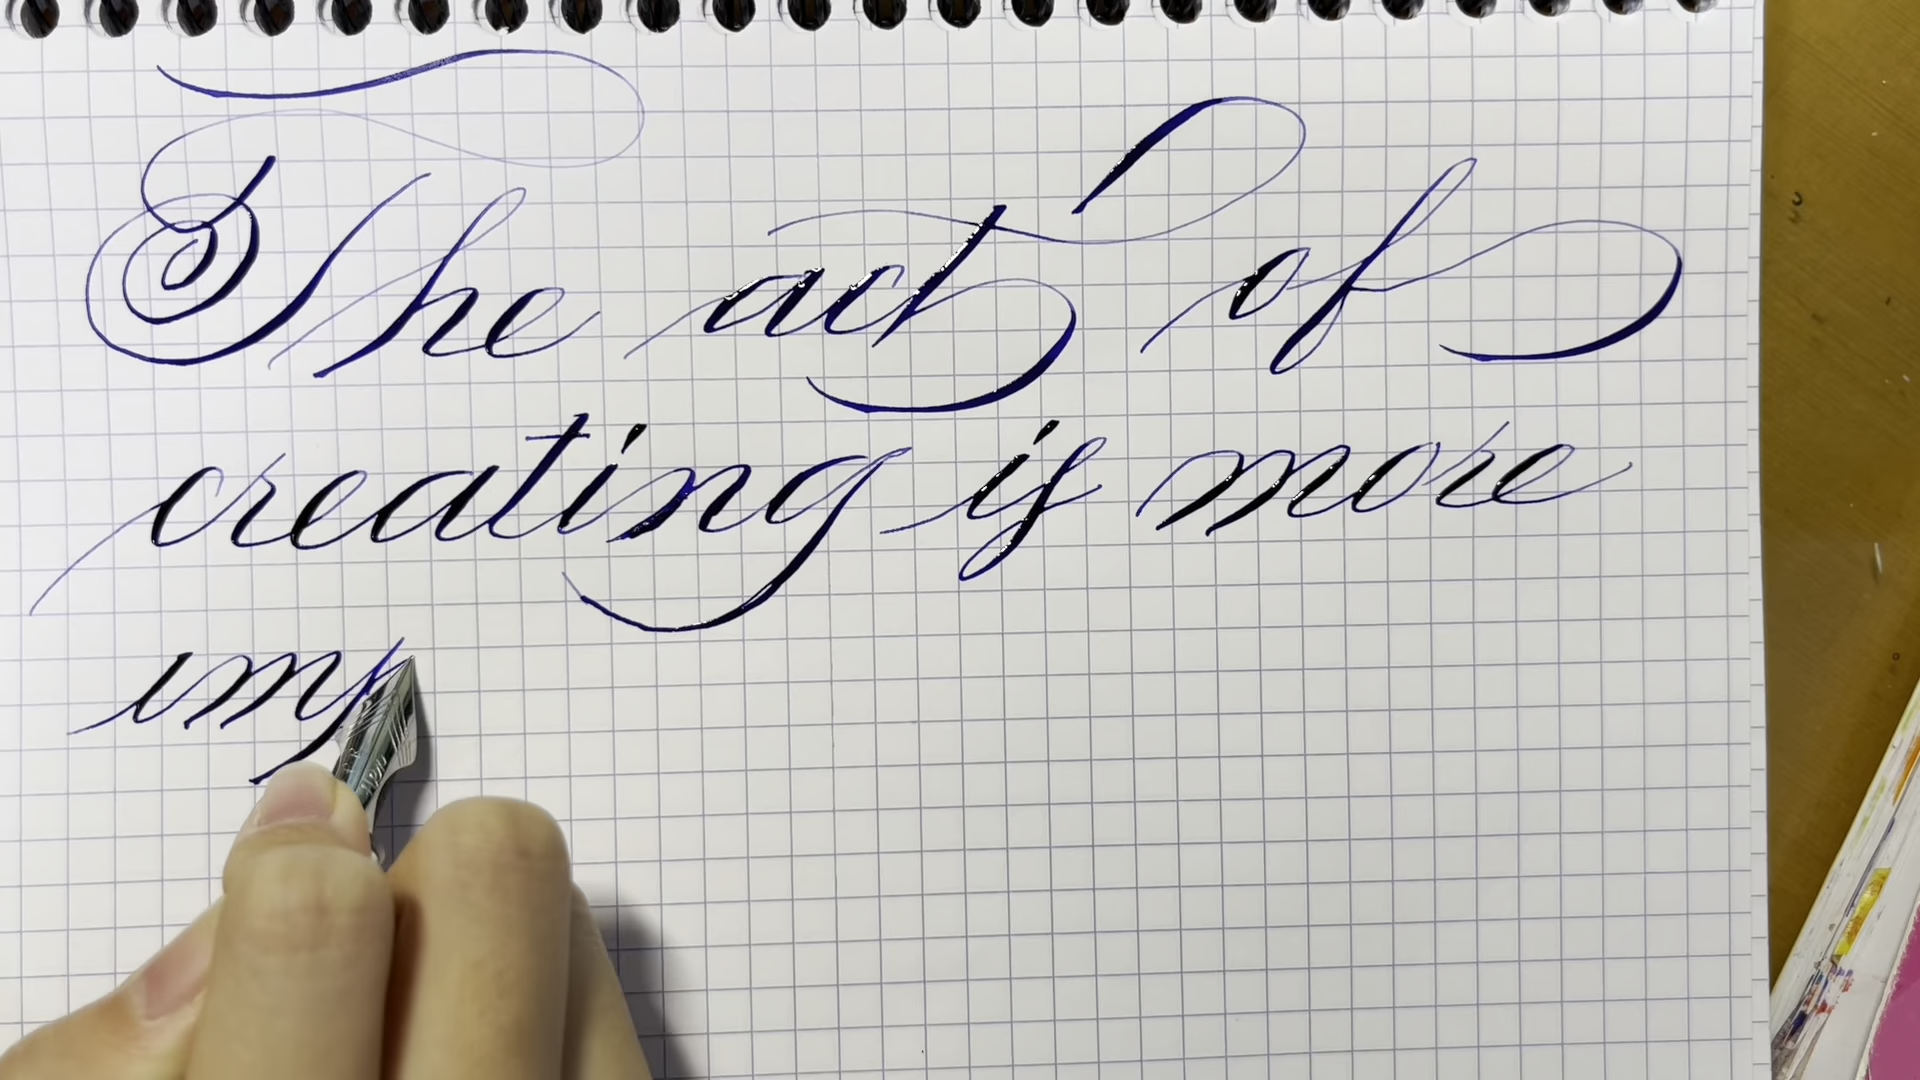 The act of
creating is more
imp